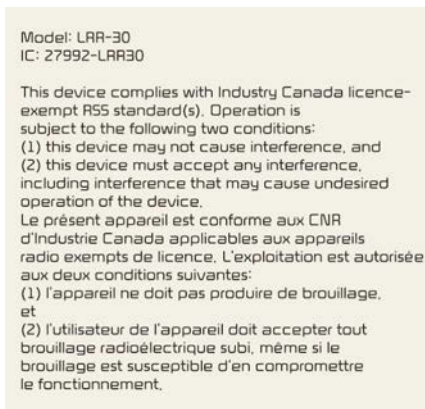 Model: LRR-30
IC: 27992-LRR30
This device complies with Industry Canada licence-
exempt RSS standard(s). Operation is
subject to the following two conditions:
(1) this device may not cause interference, and
(2) this device must accept any interference,
including interference that may cause undesired
operation of the device.
Le présent appareil est conforme aux CNR
d'Industrie Canada applicables aux appareils
radio exempts de licence. L'exploitation est autorisée
aux deux conditions suivantes:
(1) l'appareil ne doit pas produire de brouillage,
et
(2) l'utilisateur de l'appareil doit accepter tout
brouillage radioélectrique subi, même si le
brouillage est susceptible d'en compromettre
le fonctionnement.